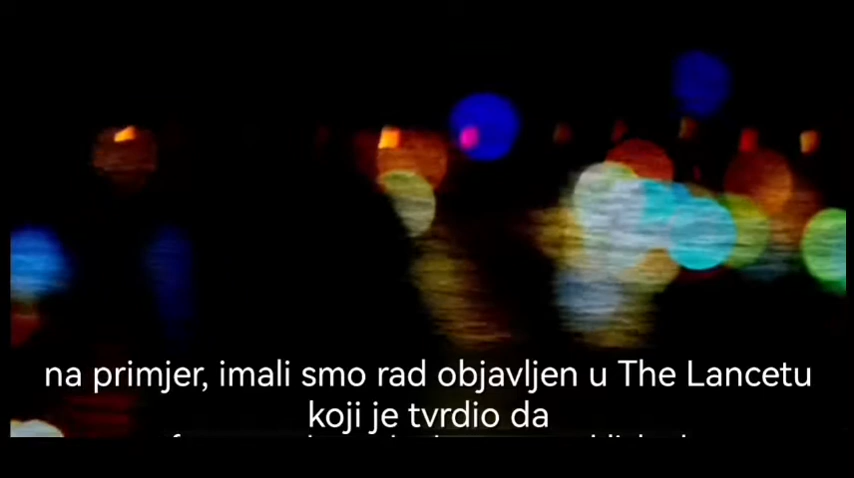 na primjer, imali smo rad objavljen u The Lancetu
koji je tvrdio da